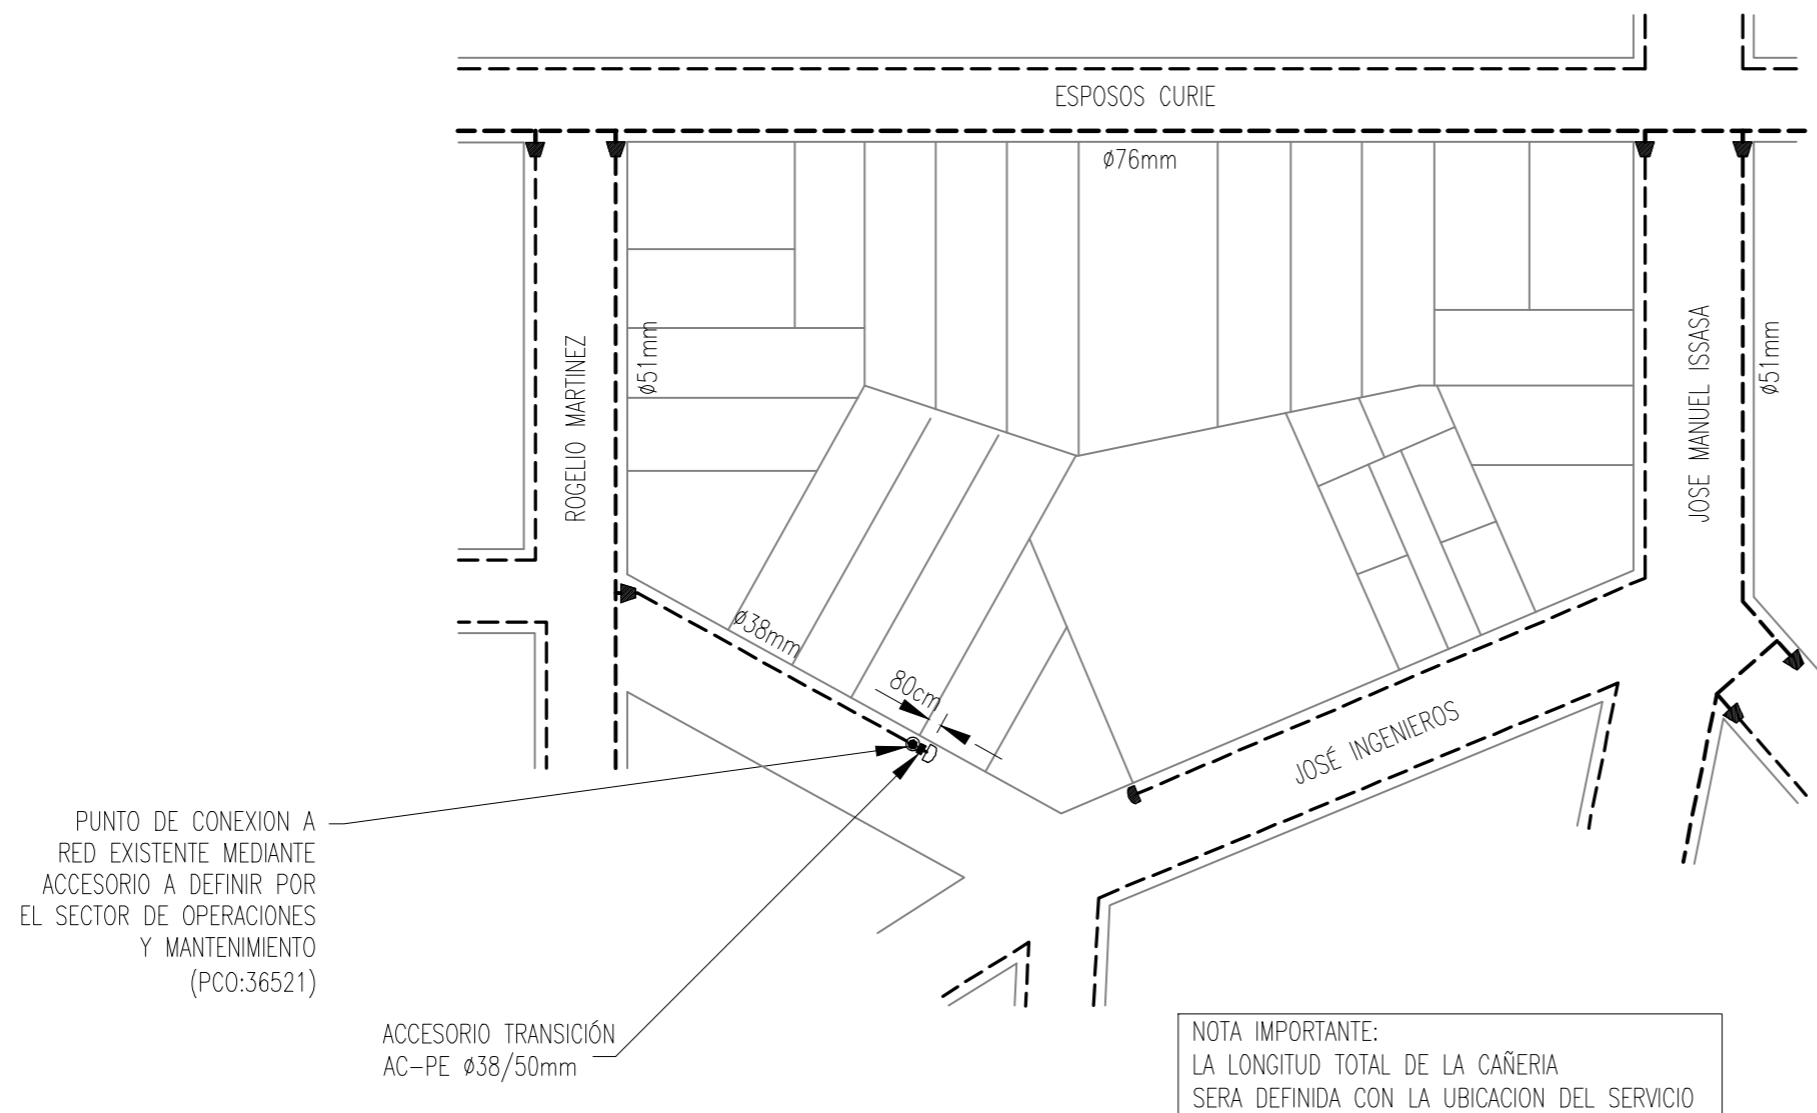 ESPOSOS CURIE
ø76mm
ROGELIO MARTINEZ
ø51mm
JOSE MANUEL ISSASA
ø51mm
ø38mm
80cm
D
JOSÉ INGENIEROS
PUNTO DE CONEXION A
RED EXISTENTE MEDIANTE
ACCESORIO A DEFINIR POR
EL SECTOR DE OPERACIONES
Y MANTENIMIENTO
(PCO:36521)
ACCESORIO TRANSICIÓN
AC-PE ø38/50mm
NOTA IMPORTANTE:
LA LONGITUD TOTAL DE LA CAÑERIA
SERA DEFINIDA CON LA UBICACION DEL SERVICIO